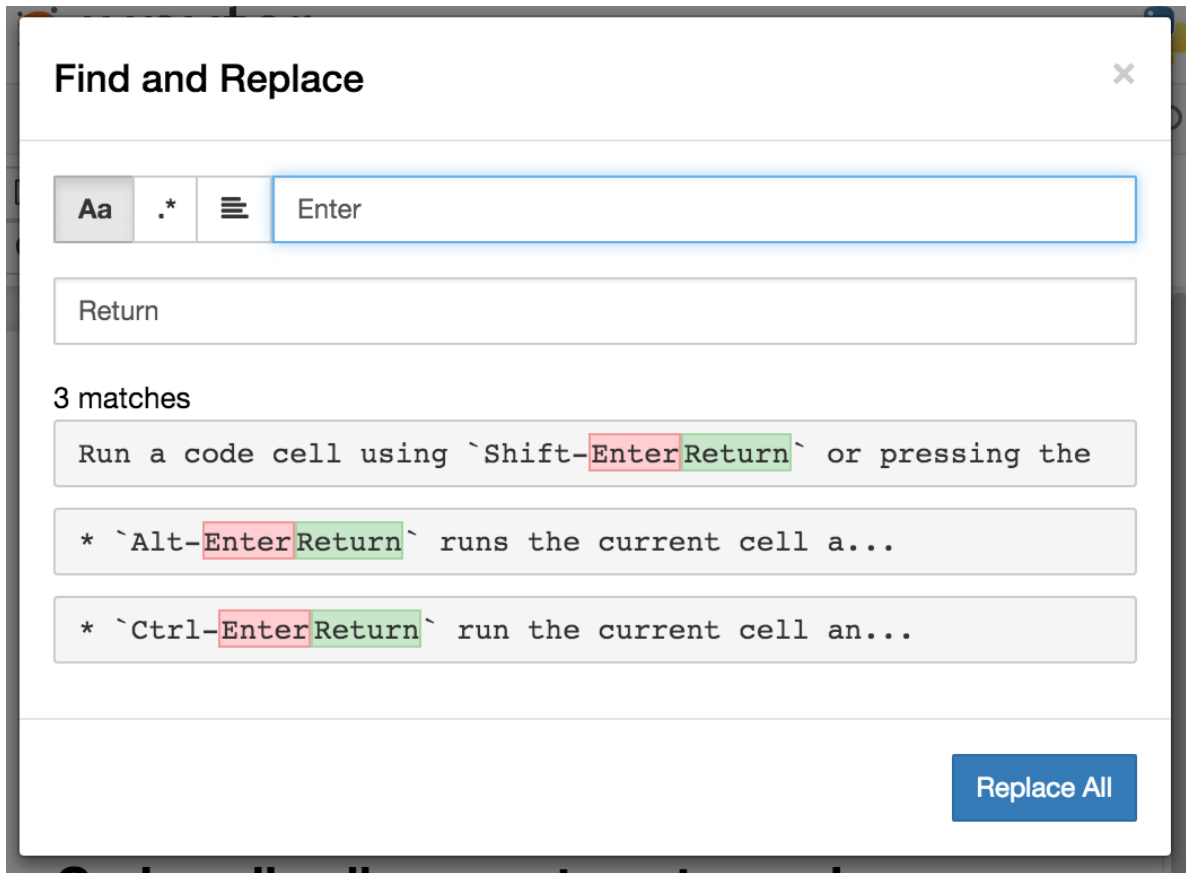 Find and Replace ×
Aa .* Enter
Return
3 matches
Run a code cell using `Shift-EnterReturn` or pressing the
* `Alt-EnterReturn` runs the current cell a...
* `Ctrl-EnterReturn` run the current cell an...
Replace All